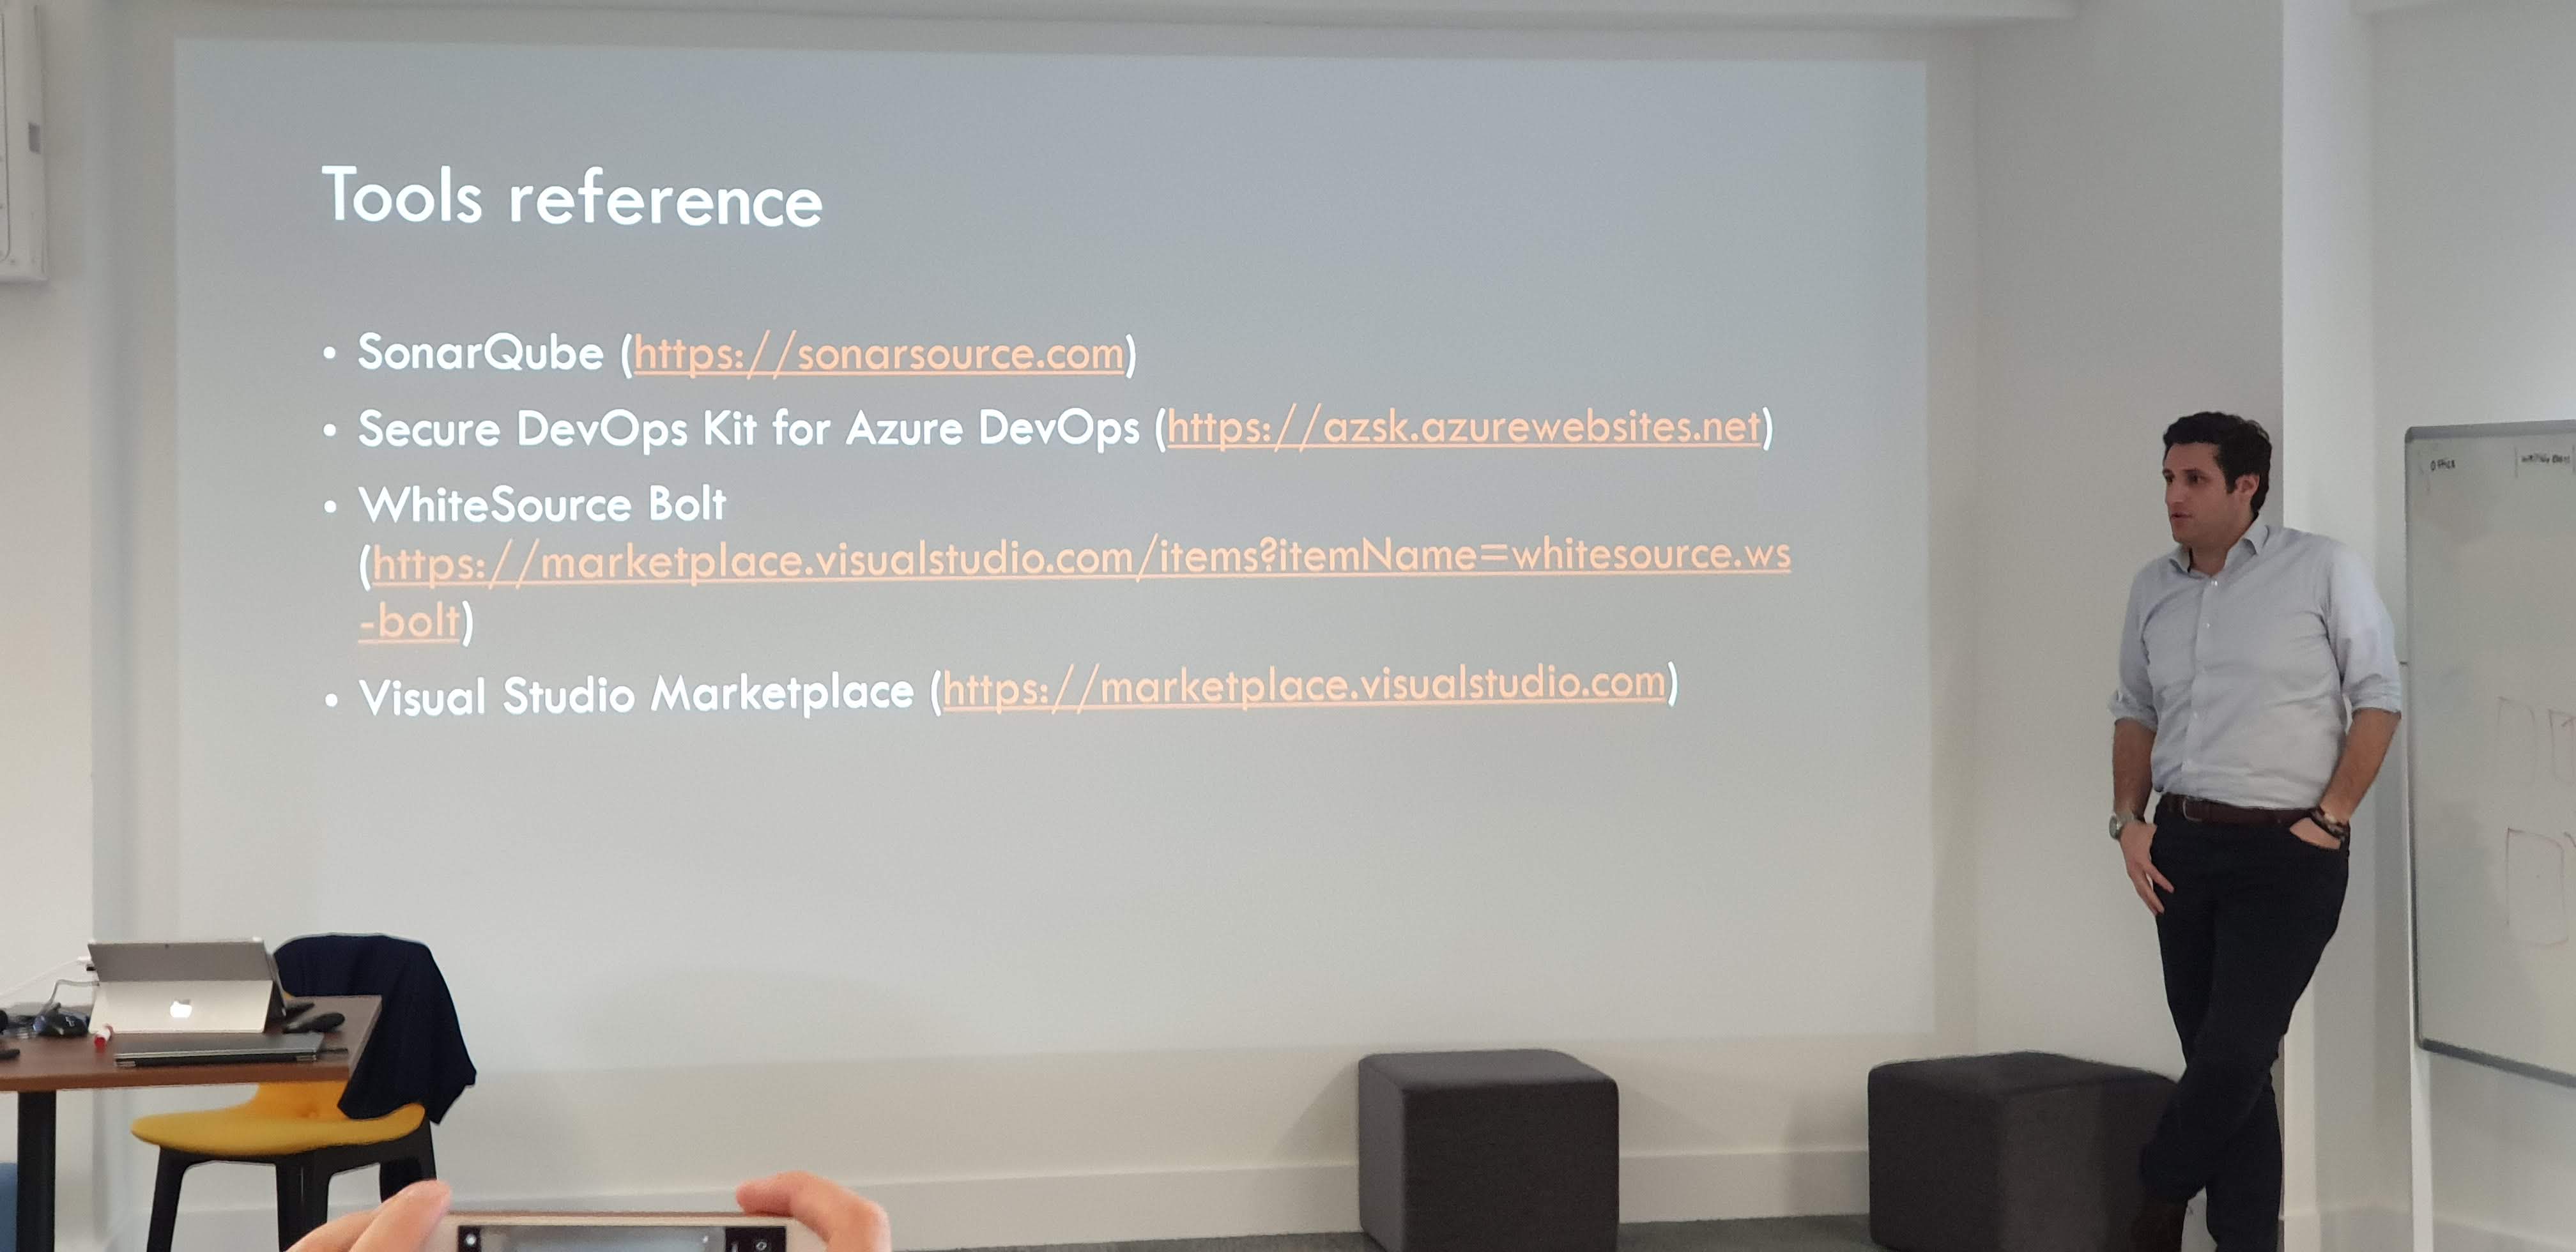 Tools reference
• SonarQube (https://sonarsource.com)
• Secure DevOps Kit for Azure DevOps (https://azsk.azurewebsites.net)
• WhiteSource Bolt
(https://marketplace.visualstudio.com/items?itemName=whitesource.ws
-bolt)
• Visual Studio Marketplace (https://marketplace.visualstudio.com)